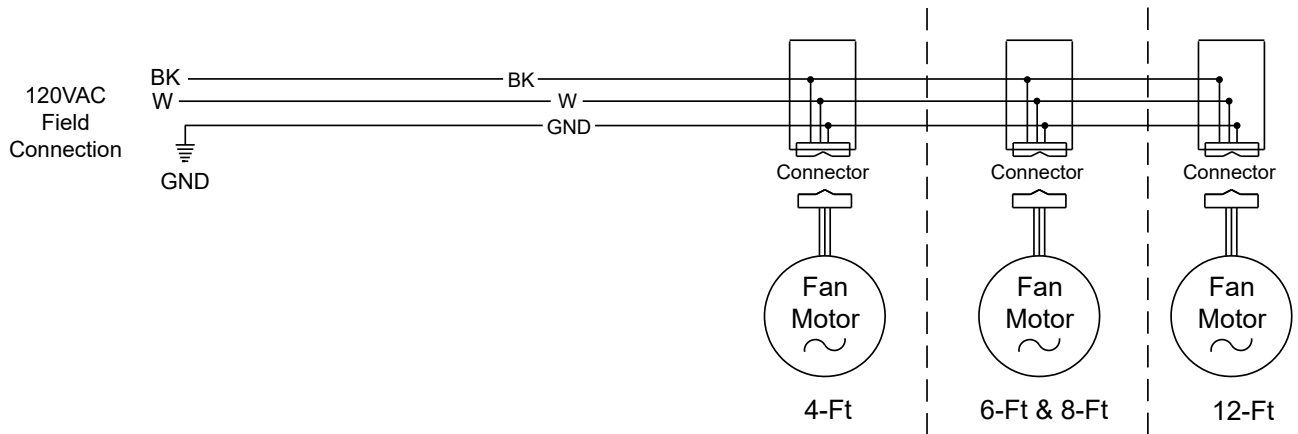 120VAC
Field
Connection
BK
W
GND
BK
W
GND
Connector
Connector
Connector
Fan
Motor
Fan
Motor
Fan
Motor
4-Ft
6-Ft & 8-Ft
12-Ft